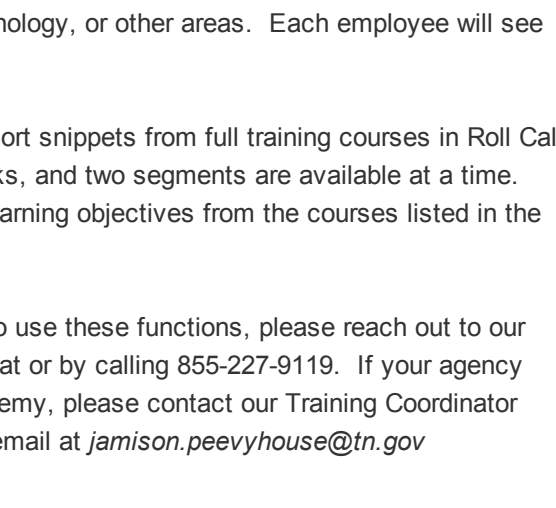 nology, or other areas.  Each employee will see
ort snippets from full training courses in Roll Cal
ks, and two segments are available at a time.
arning objectives from the courses listed in the
o use these functions, please reach out to our
at or by calling 855-227-9119.  If your agency
emy, please contact our Training Coordinator
email at jamison.peevyhouse@tn.gov